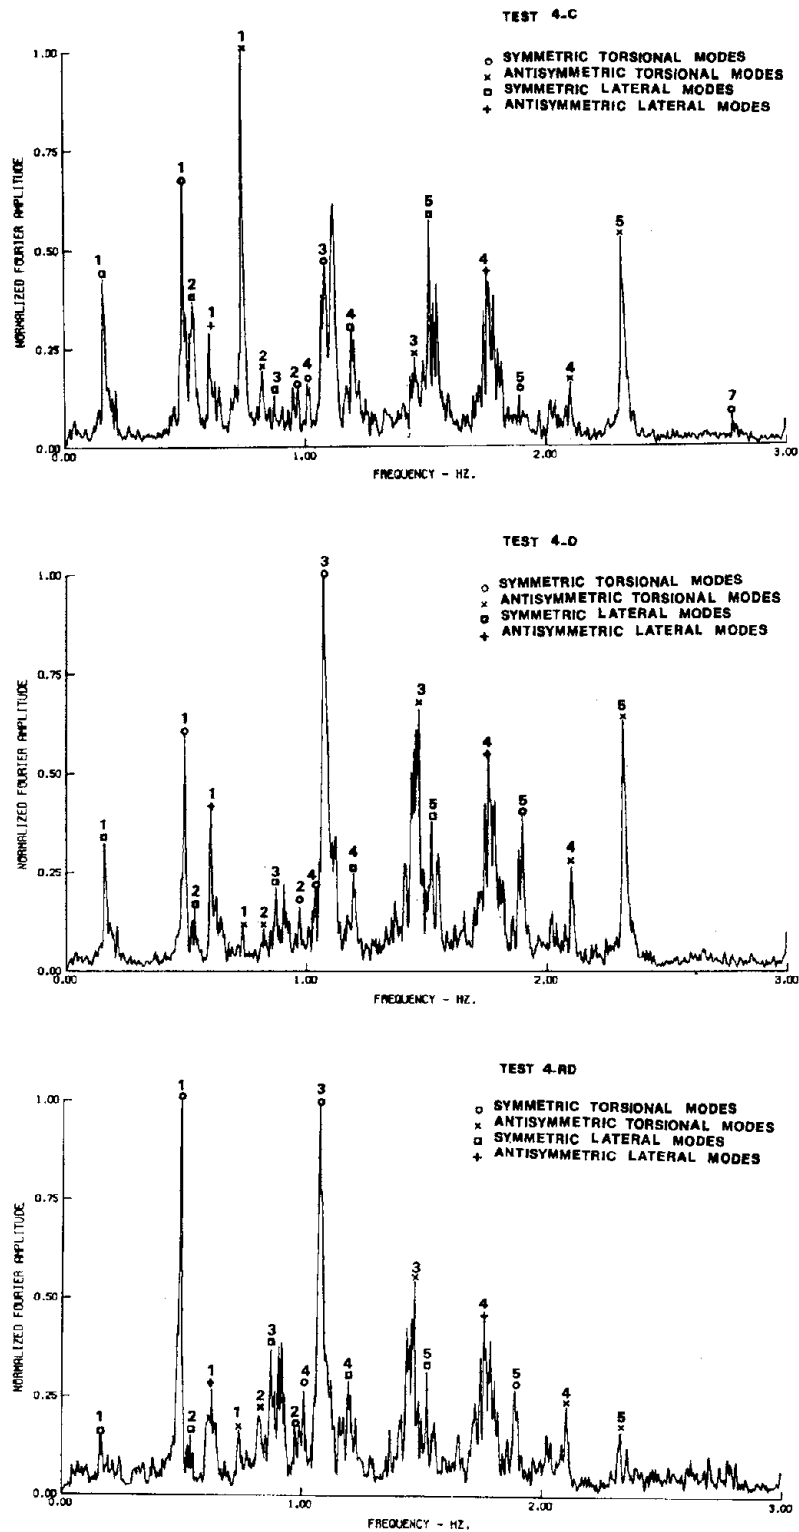 TEST 4-C
○ SYMMETRIC TORSIONAL MODES
× ANTISYMMETRIC TORSIONAL MODES
□ SYMMETRIC LATERAL MODES
+ ANTISYMMETRIC LATERAL MODES
NORMALIZED FOURIER AMPLITUDE
1.00
0.75
0.50
0.25
0.00
1 1 2 1 1 2 3 2 4 3 4 3 5 4 5 4 5 7
0.00 1.00 2.00 3.00
FREQUENCY - HZ.
TEST 4-D
○ SYMMETRIC TORSIONAL MODES
× ANTISYMMETRIC TORSIONAL MODES
□ SYMMETRIC LATERAL MODES
+ ANTISYMMETRIC LATERAL MODES
NORMALIZED FOURIER AMPLITUDE
1.00
0.75
0.50
0.25
0.00
1 1 2 1 1 2 3 2 4 3 4 3 5 4 5 4 5
0.00 1.00 2.00 3.00
FREQUENCY - HZ.
TEST 4-RD
○ SYMMETRIC TORSIONAL MODES
× ANTISYMMETRIC TORSIONAL MODES
□ SYMMETRIC LATERAL MODES
+ ANTISYMMETRIC LATERAL MODES
NORMALIZED FOURIER AMPLITUDE
1.00
0.75
0.50
0.25
0.00
1 1 2 1 1 2 3 2 4 3 4 3 5 4 5 4 5
0.00 1.00 2.00 3.00
FREQUENCY - HZ.